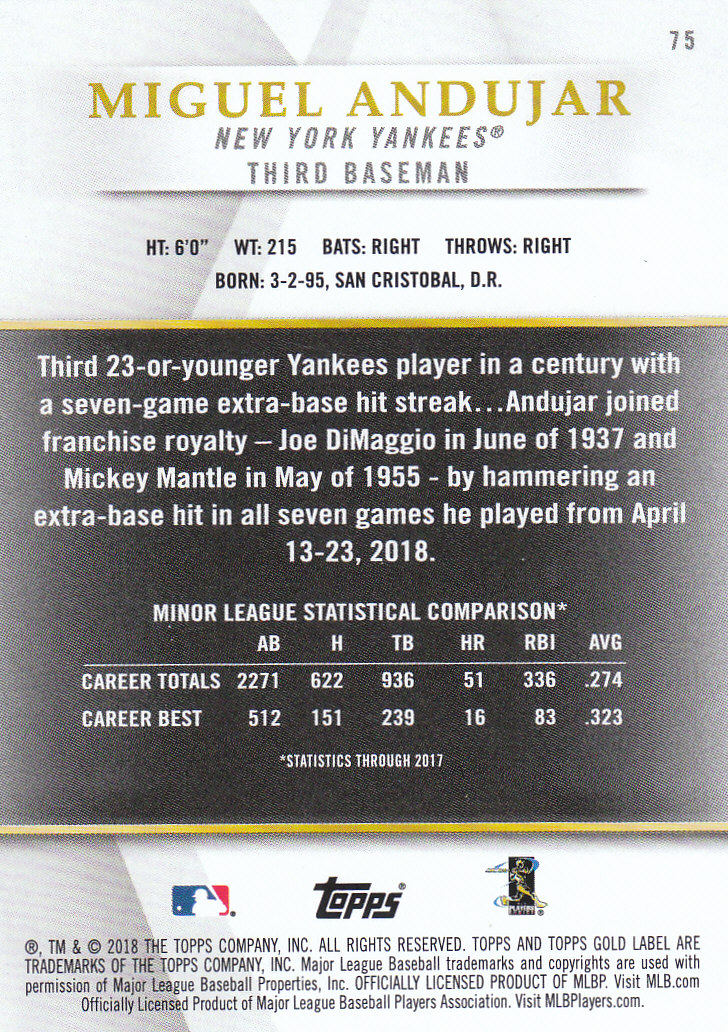 75
MIGUEL ANDUJAR
NEW YORK YANKEES®
THIRD BASEMAN
HT: 6'0" WT: 215 BATS: RIGHT THROWS: RIGHT
BORN: 3-2-95, SAN CRISTOBAL, D.R.
Third 23-or-younger Yankees player in a century with
a seven-game extra-base hit streak...Andujar joined
franchise royalty – Joe DiMaggio in June of 1937 and
Mickey Mantle in May of 1955 - by hammering an
extra-base hit in all seven games he played from April
13-23, 2018.
MINOR LEAGUE STATISTICAL COMPARISON*
AB H TB HR RBI AVG
CAREER TOTALS 2271 622 936 51 336 .274
CAREER BEST 512 151 239 16 83 .323
*STATISTICS THROUGH 2017
Topps®
PLAYERS CHOICE ®
®, TM & © 2018 THE TOPPS COMPANY, INC. ALL RIGHTS RESERVED. TOPPS AND TOPPS GOLD LABEL ARE
TRADEMARKS OF THE TOPPS COMPANY, INC. Major League Baseball trademarks and copyrights are used with
permission of Major League Baseball Properties, Inc. OFFICIALLY LICENSED PRODUCT OF MLBP. Visit MLB.com
Officially Licensed Product of Major League Baseball Players Association. Visit MLBPlayers.com.